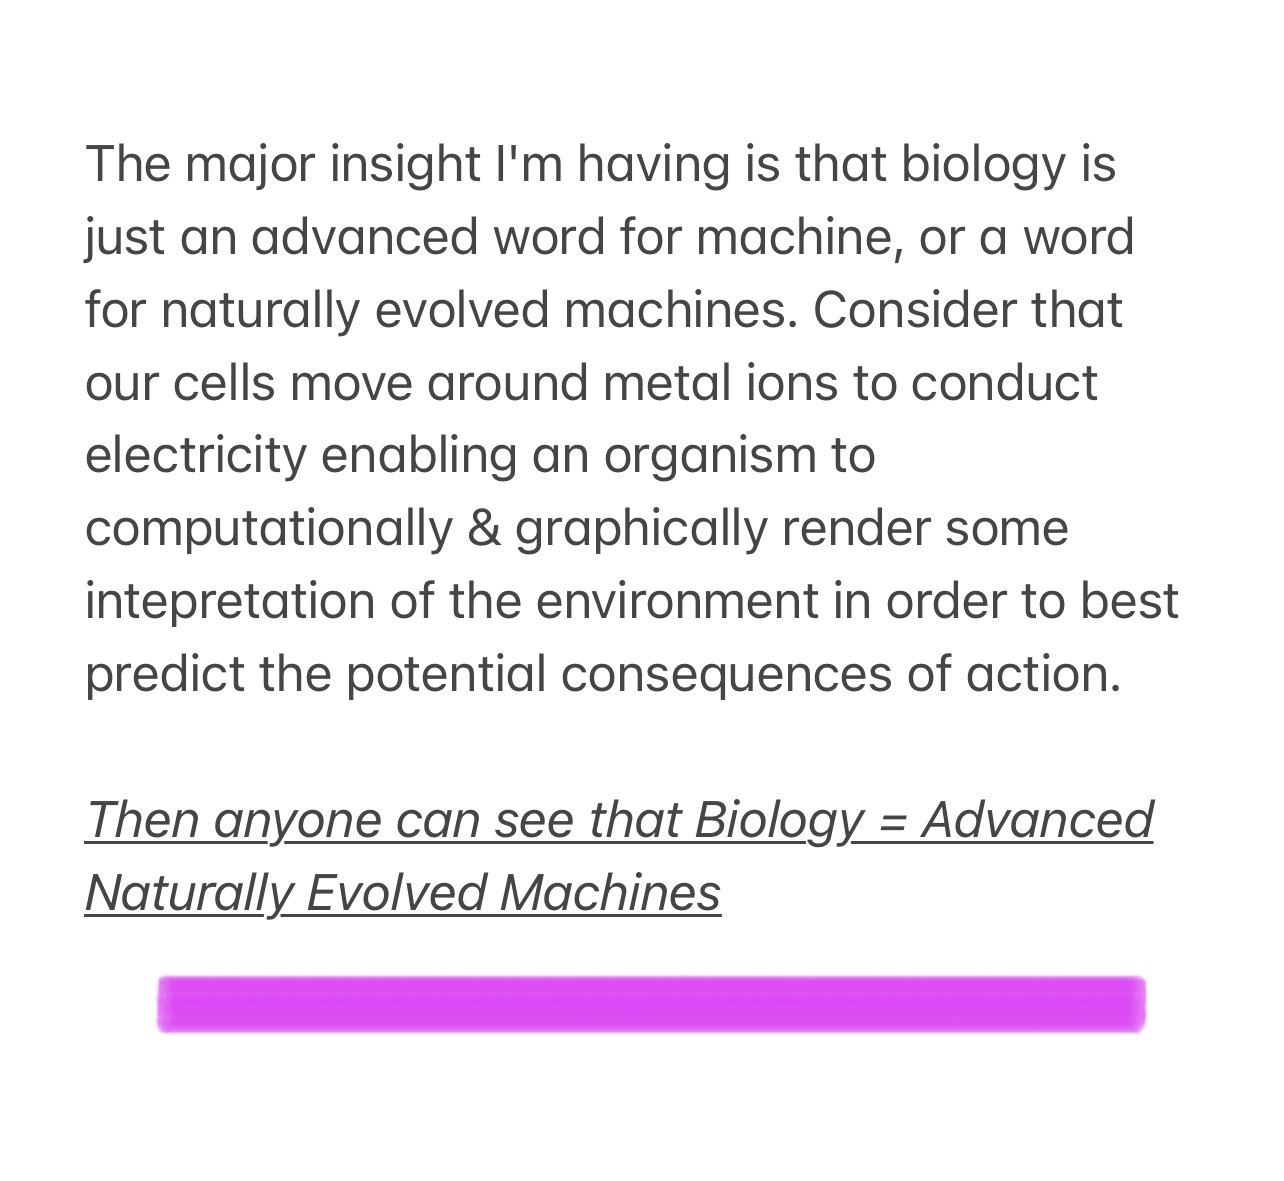 The major insight I'm having is that biology is
just an advanced word for machine, or a word
for naturally evolved machines. Consider that
our cells move around metal ions to conduct
electricity enabling an organism to
computationally & graphically render some
intepretation of the environment in order to best
predict the potential consequences of action.
Then anyone can see that Biology = Advanced
Naturally Evolved Machines